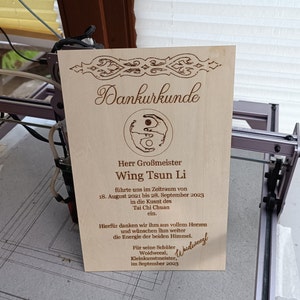 Dankurkunde
Herr Großmeister
Wing Tsun Li
führte uns im Zeitraum von
18. August 2021 bis 28. September 2023
in die Kunst des
Tai Chi Chuan
ein.
Hierfür danken wir ihm aus vollem Herzen
und wünschen ihm weiter
die Energie der beiden Himmel.
Für seine Schüler
Waidwood,
Kleinkunstmeister,
im September 2023